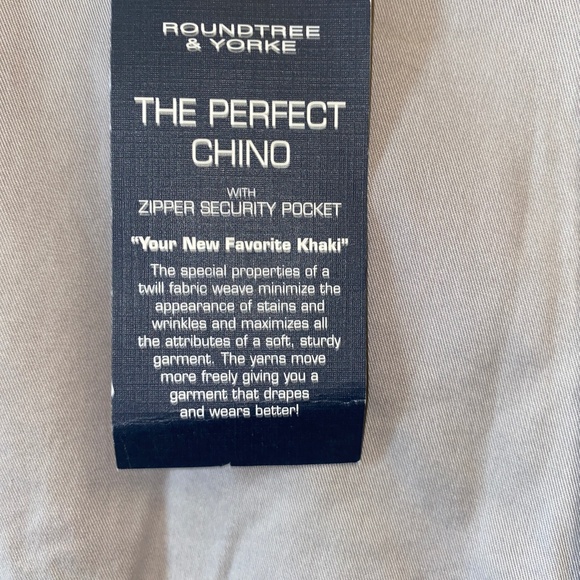 ROUNDTREE
& YORKE
THE PERFECT
CHINO
WITH
ZIPPER SECURITY POCKET
"Your New Favorite Khaki"
The special properties of a
twill fabric weave minimize the
appearance of stains and
wrinkles and maximizes all
the attributes of a soft, sturdy
garment. The yarns move
more freely giving you a
garment that drapes
and wears better!